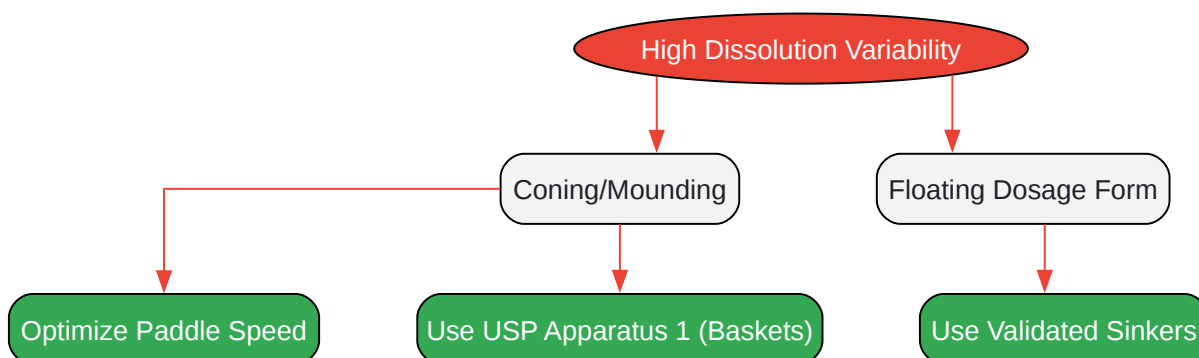 High Dissolution Variability
Coning/Mounding
Floating Dosage Form
Optimize Paddle Speed
Use USP Apparatus 1 (Baskets)
Use Validated Sinkers